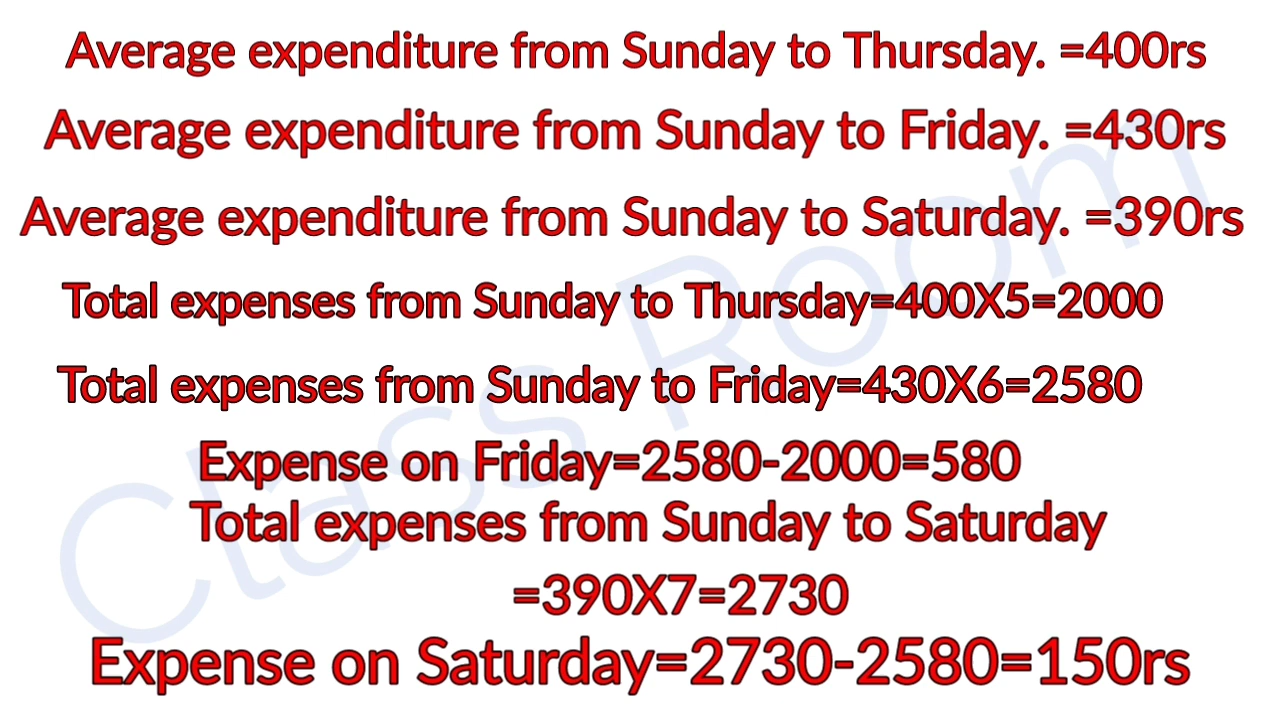 Average expenditure from Sunday to Thursday. =400rs
Average expenditure from Sunday to Friday. =430rs
Average expenditure from Sunday to Saturday. =390rs
Total expenses from Sunday to Thursday=400X5=2000
Total expenses from Sunday to Friday=430X6=2580
Expense on Friday=2580-2000=580
Total expenses from Sunday to Saturday
=390X7=2730
Expense on Saturday=2730-2580=150rs
Class Room